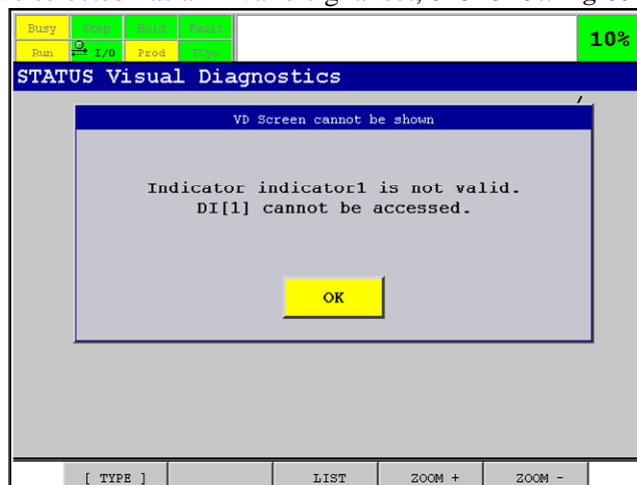 Busy Step Hold Fault
Run I/O Prod TCyc
10%
STATUS Visual Diagnostics
VD Screen cannot be shown
Indicator indicator1 is not valid.
DI[1] cannot be accessed.
OK
[ TYPE ] LIST ZOOM + ZOOM -